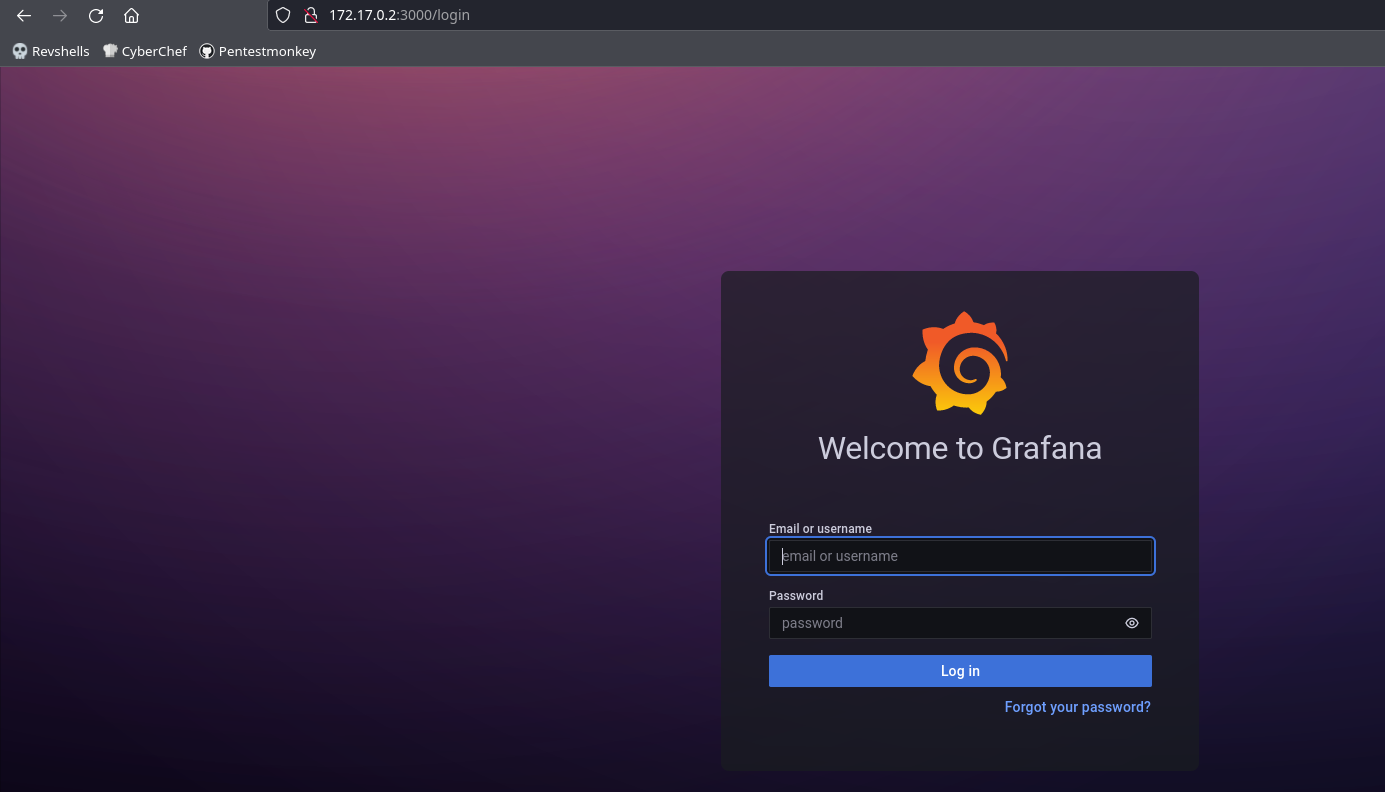 172.17.0.2:3000/login
Revshells CyberChef Pentestmonkey
Welcome to Grafana
Email or username
email or username
Password
password
Log in
Forgot your password?